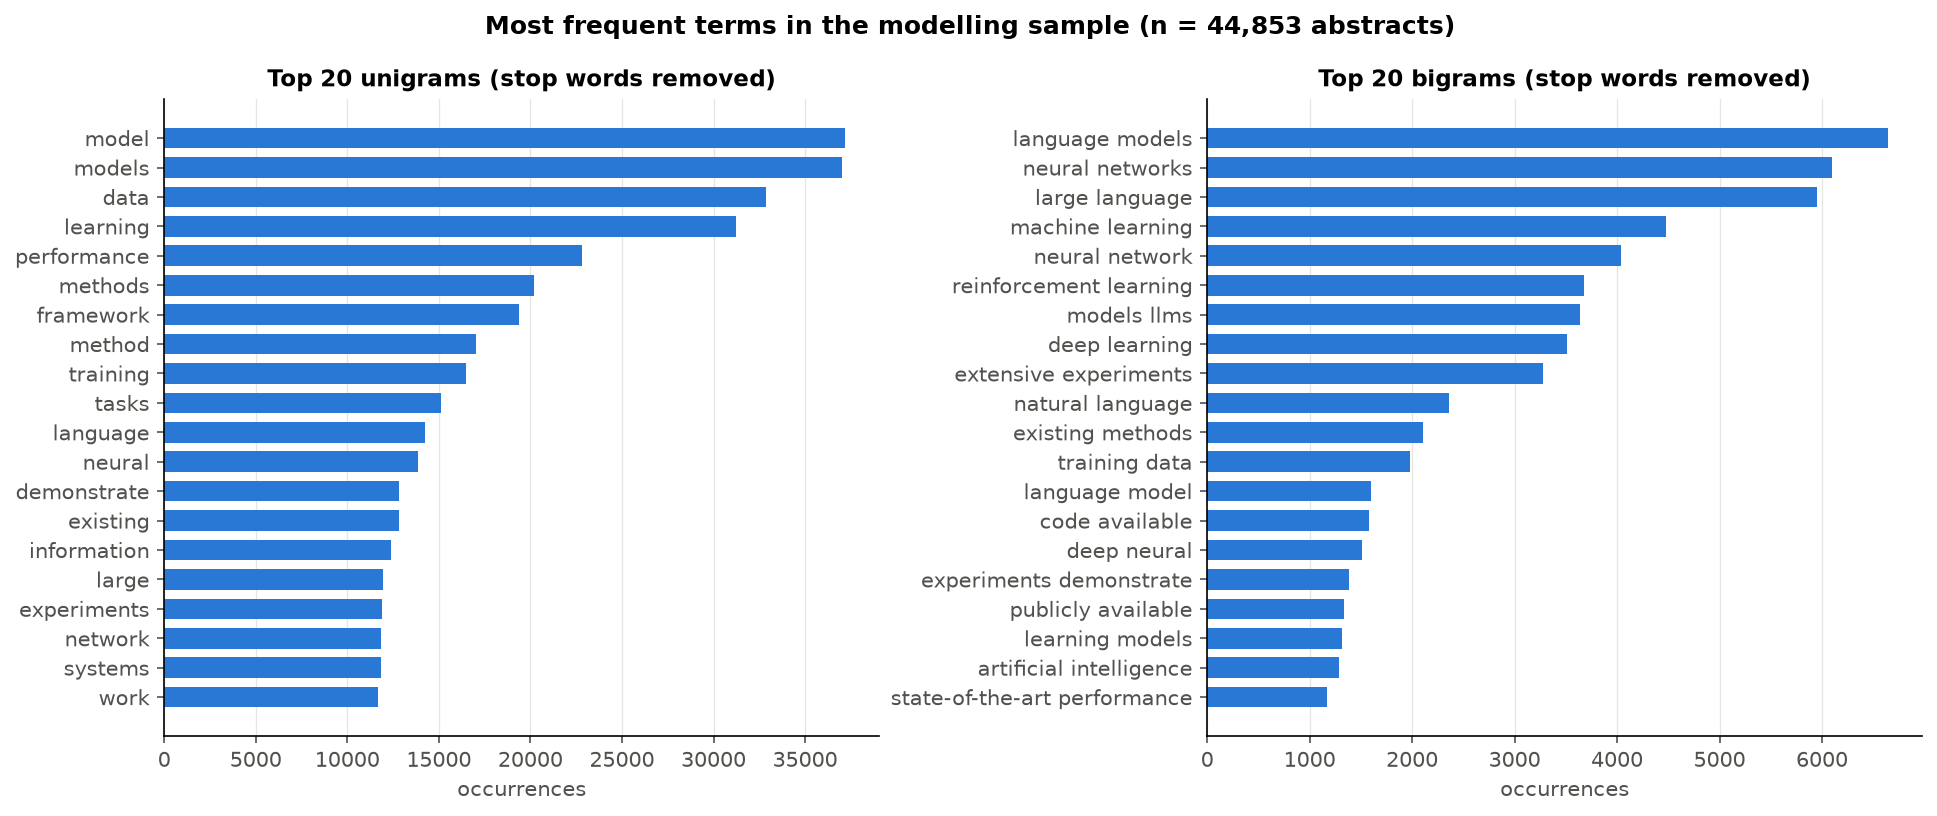 Most frequent terms in the modelling sample (n = 44,853 abstracts)
Top 20 unigrams (stop words removed)
model
models
data
learning
performance
methods
framework
method
training
tasks
language
neural
demonstrate
existing
information
large
experiments
network
systems
work
0 5000 10000 15000 20000 25000 30000 35000
occurrences
Top 20 bigrams (stop words removed)
language models
neural networks
large language
machine learning
neural network
reinforcement learning
models llms
deep learning
extensive experiments
natural language
existing methods
training data
language model
code available
deep neural
experiments demonstrate
publicly available
learning models
artificial intelligence
state-of-the-art performance
0 1000 2000 3000 4000 5000 6000
occurrences